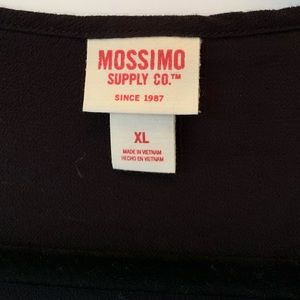 MOSSIMO
SUPPLY CO.™
SINCE 1987
XL
MADE IN VIETNAM
HECHO EN VIETNAM